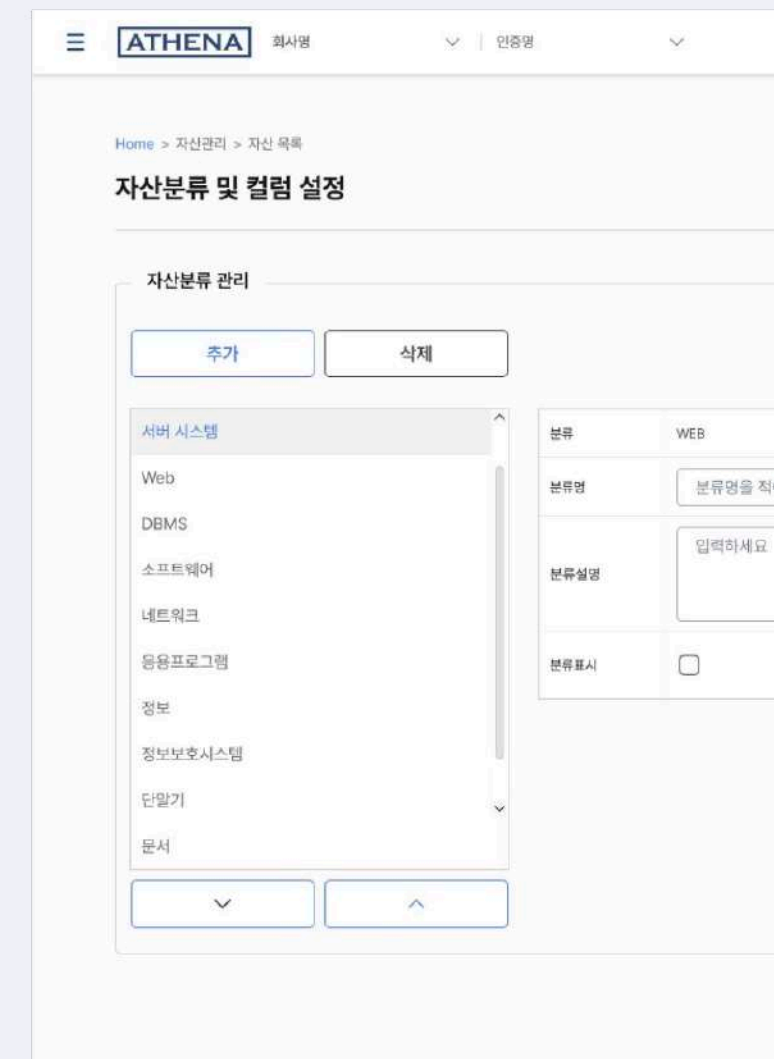 ATHENA 회사명 인증명
Home > 자산관리 > 자산 목록
자산분류 및 컬럼 설정
자산분류 관리
추가 삭제
서버 시스템
Web
DBMS
소프트웨어
네트워크
응용프로그램
정보
정보보호시스템
단말기
문서
분류 WEB
분류명 분류명을
분류설명 입력하세요
분류표시